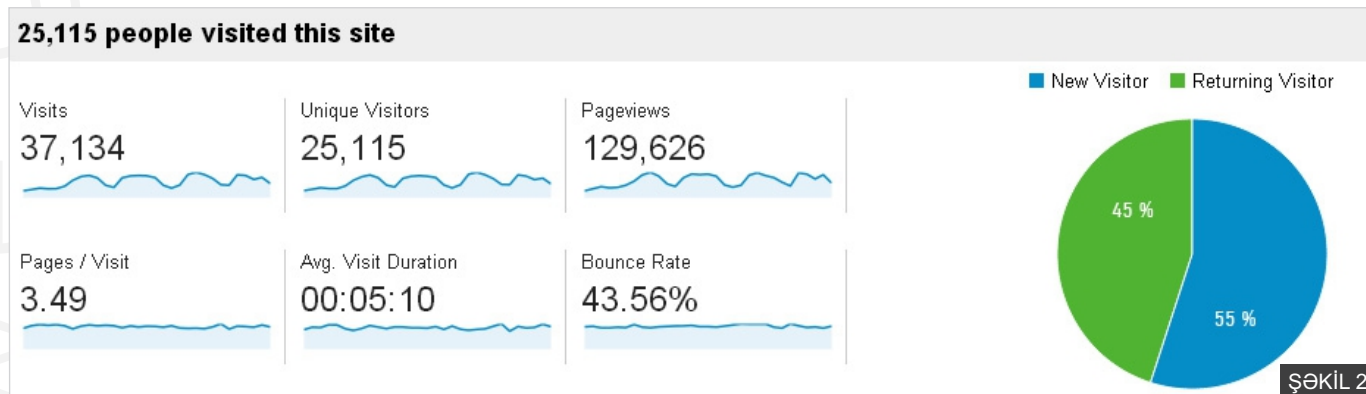 25,115 people visited this site
New Visitor Returning Visitor
Visits
37,134
Unique Visitors
25,115
Pageviews
129,626
Pages / Visit
3.49
Avg. Visit Duration
00:05:10
Bounce Rate
43.56%
45 %
55 %
ŞƏKİL 2